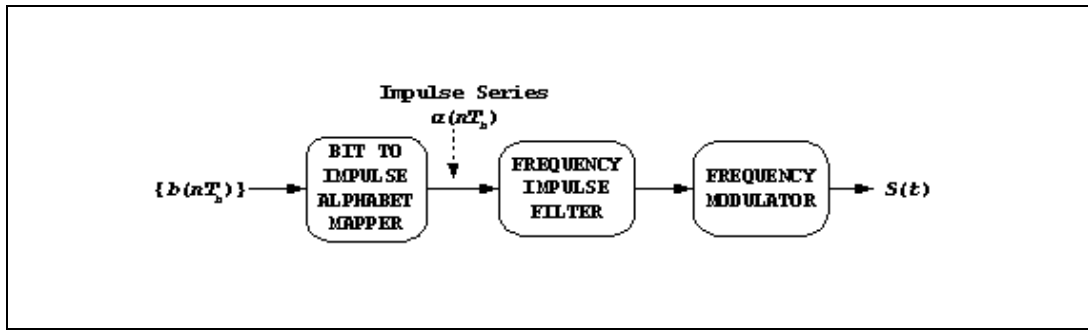 Impulse Series
α(nT_b)
{b(nT_b)}
BIT TO
IMPULSE
ALPHABET
MAPPER
FREQUENCY
IMPULSE
FILTER
FREQUENCY
MODULATOR
S(t)